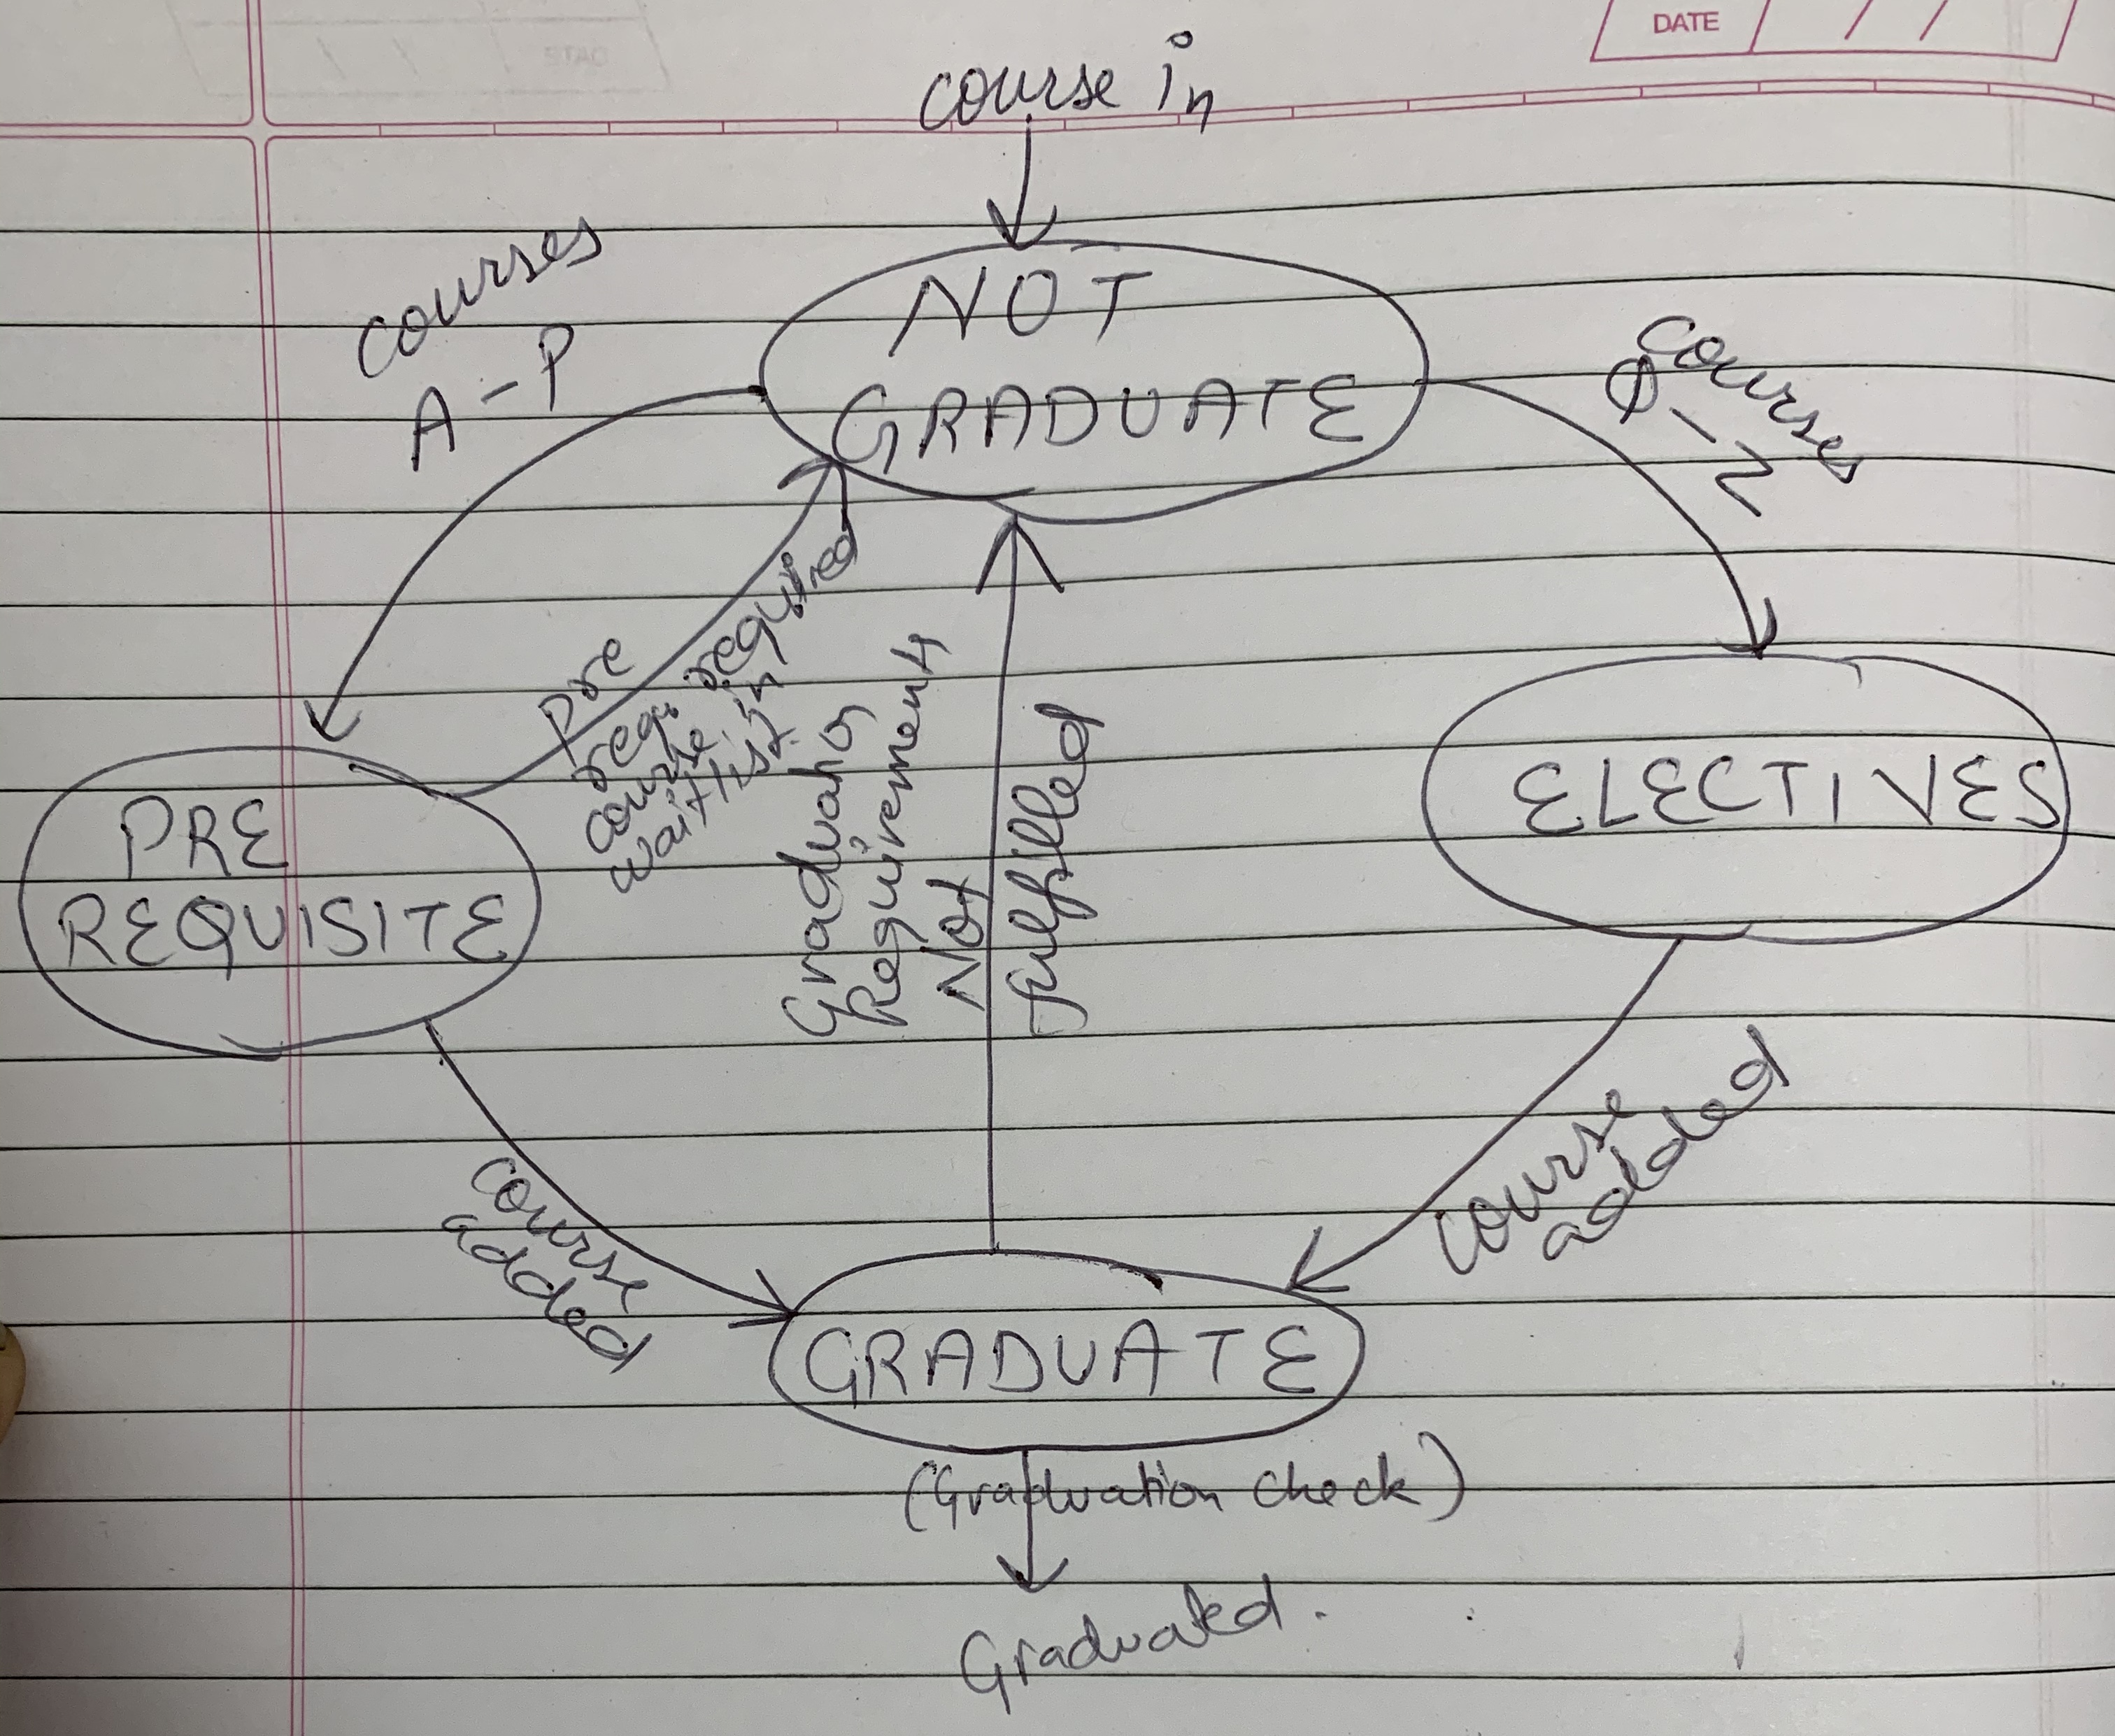 DATE / /
course in
courses
A-P
NOT
GRADUATE
courses
Q-Z
Pre
requ required
course in
waitlist.
Graduation
Requirements
Not
fulfilled
PRE
REQUISITE
ELECTIVES
course
added
course
added
GRADUATE
(Graduation check)
Graduated.